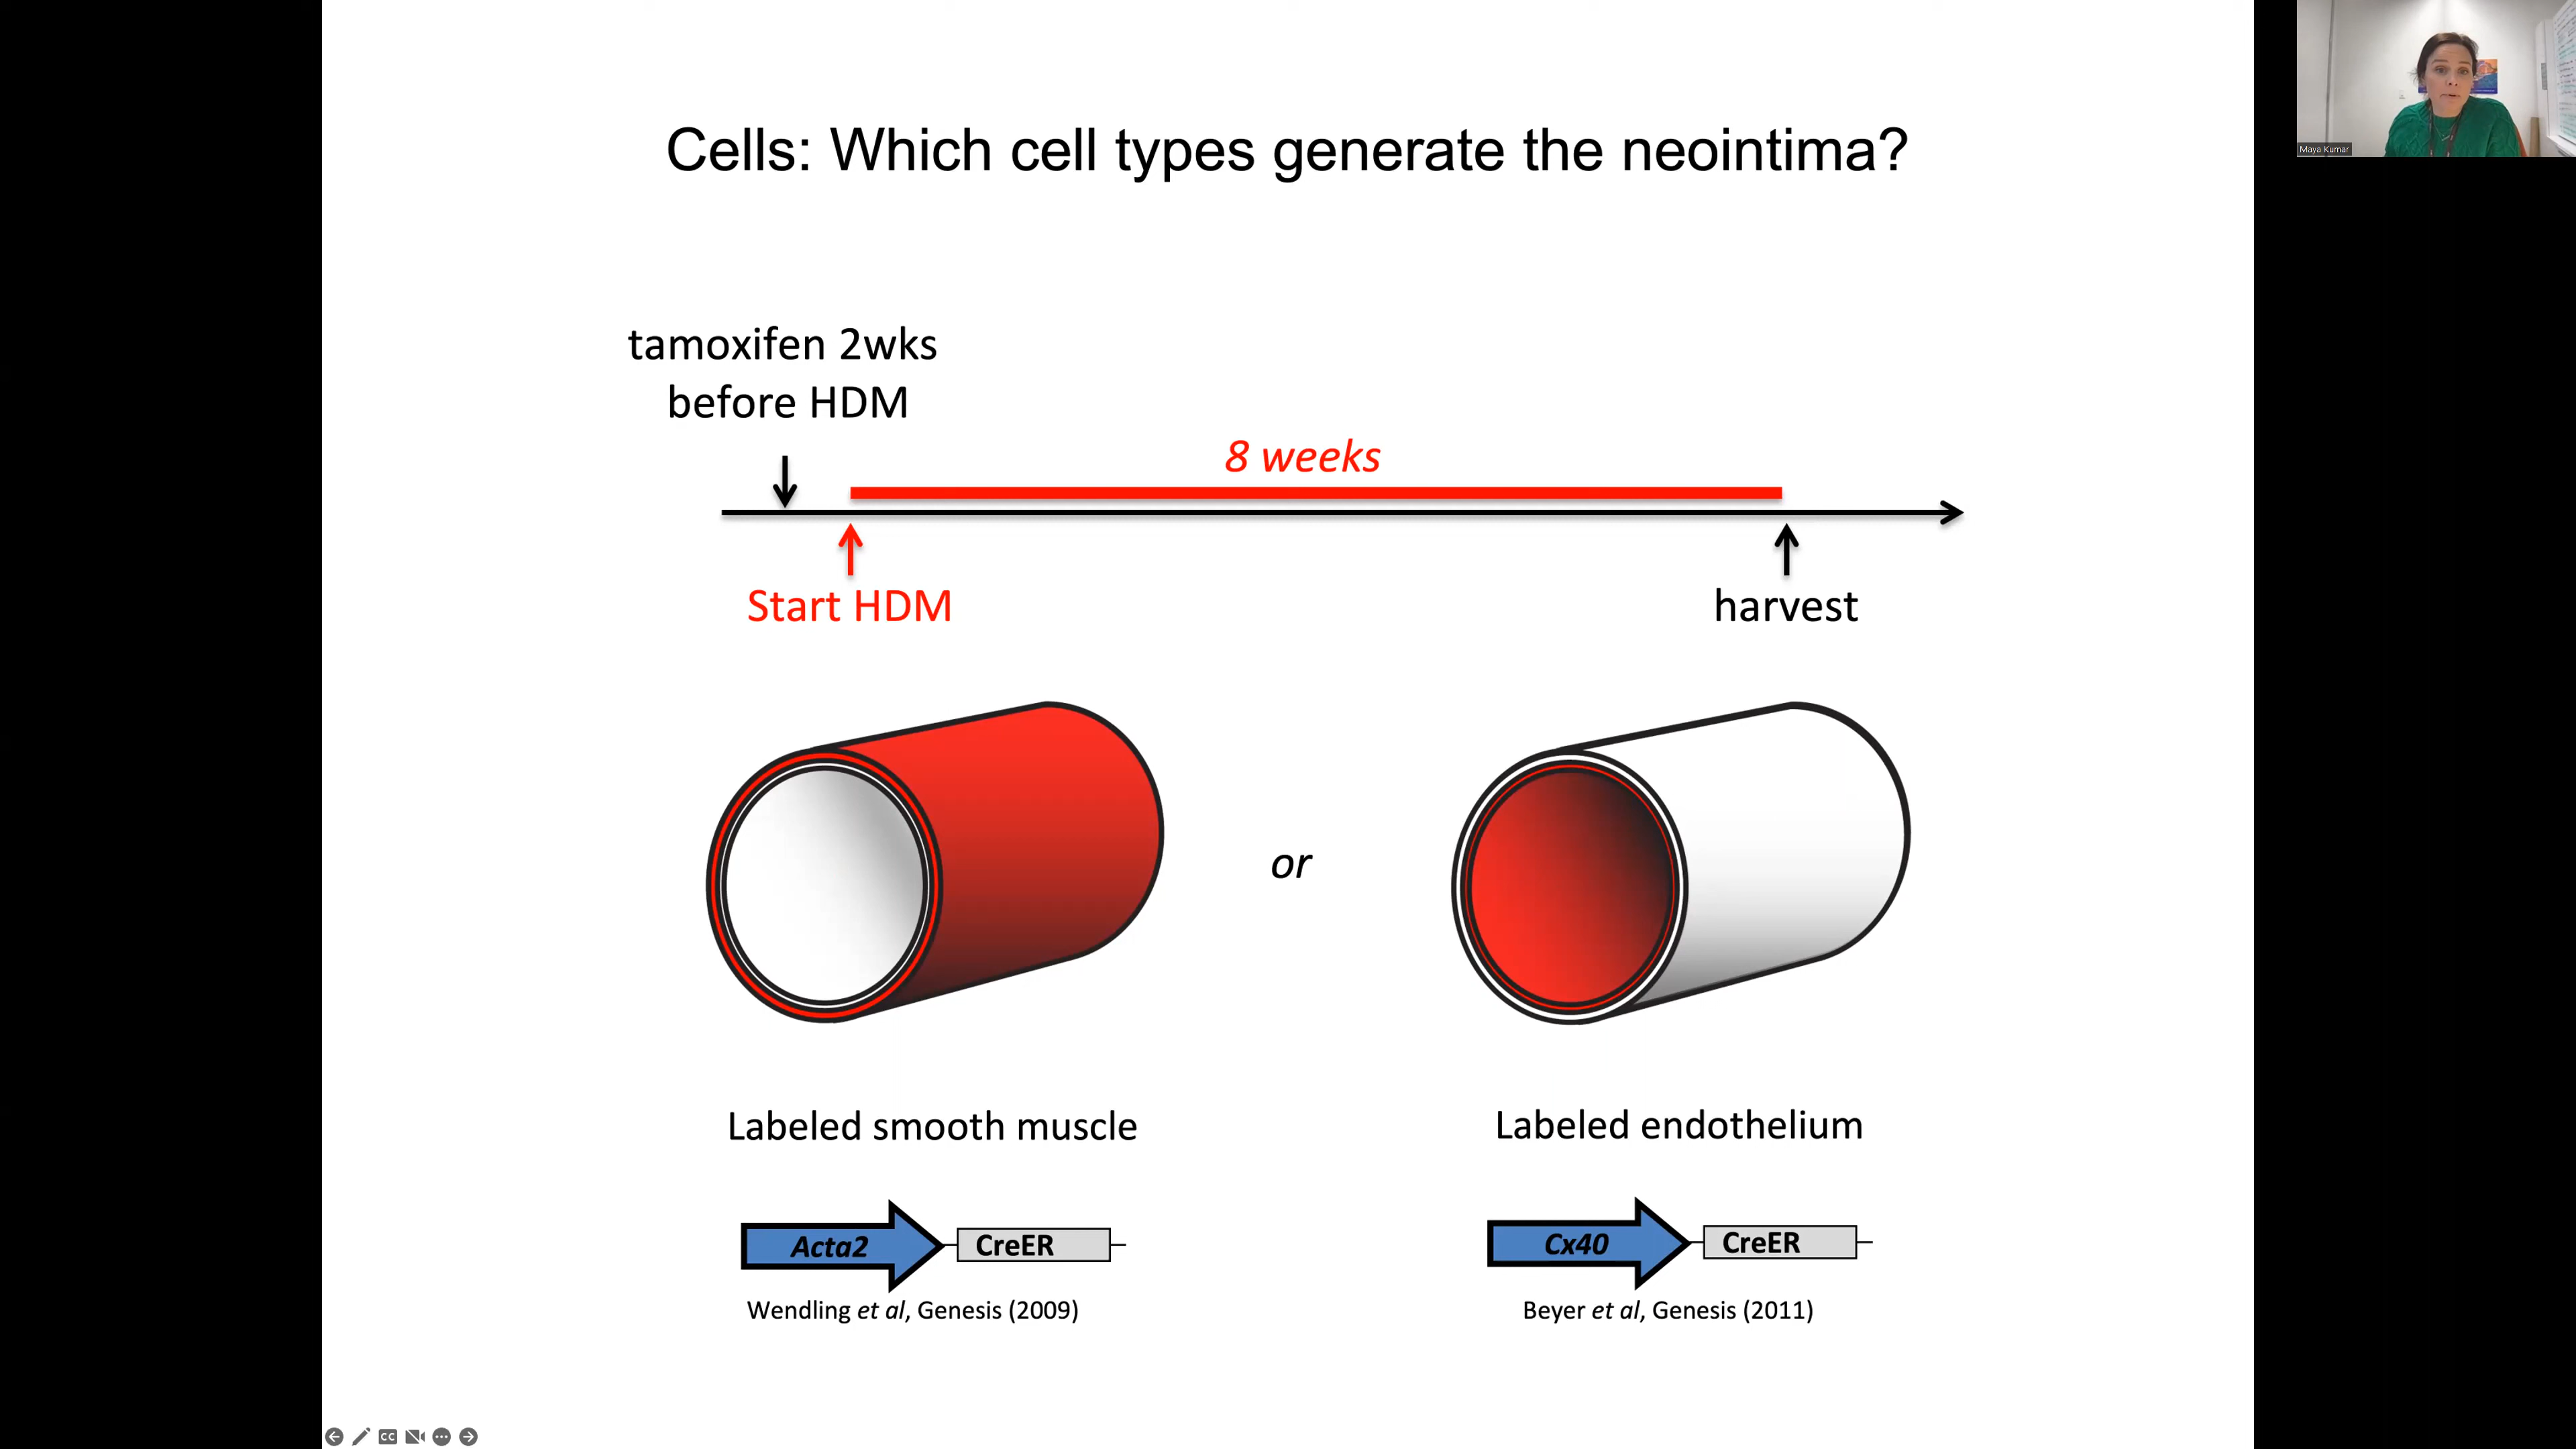 Maya Kumar
Cells: Which cell types generate the neointima?
tamoxifen 2wks
before HDM
8 weeks
Start HDM
harvest
or
Labeled smooth muscle
Labeled endothelium
Acta2
CreER
Cx40
CreER
Wendling et al, Genesis (2009)
Beyer et al, Genesis (2011)
CC